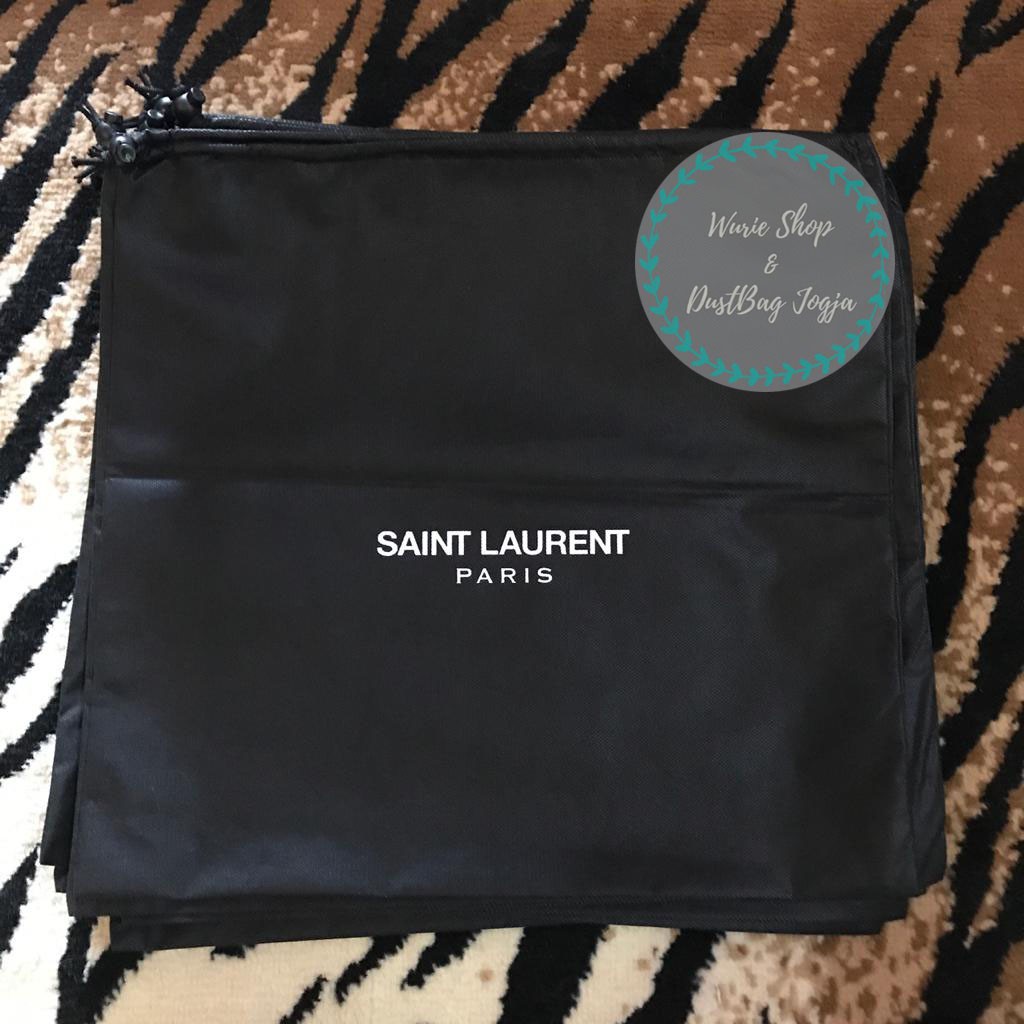 Wurie Shop
&
DustBag Jogja
SAINT LAURENT
PARIS